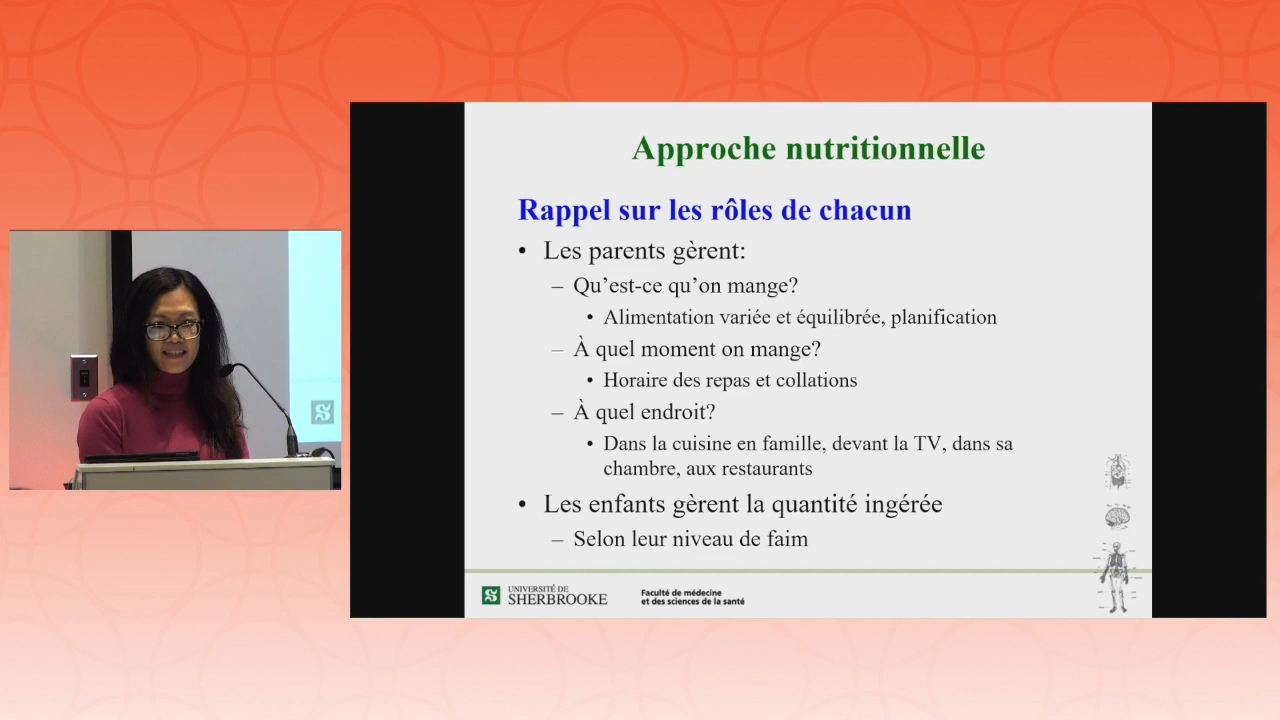 Approche nutritionnelle
Rappel sur les rôles de chacun
• Les parents gèrent:
– Qu’est-ce qu’on mange?
• Alimentation variée et équilibrée, planification
– À quel moment on mange?
• Horaire des repas et collations
– À quel endroit?
• Dans la cuisine en famille, devant la TV, dans sa
chambre, aux restaurants
• Les enfants gèrent la quantité ingérée
– Selon leur niveau de faim
UNIVERSITÉ DE
SHERBROOKE
Faculté de médecine
et des sciences de la santé